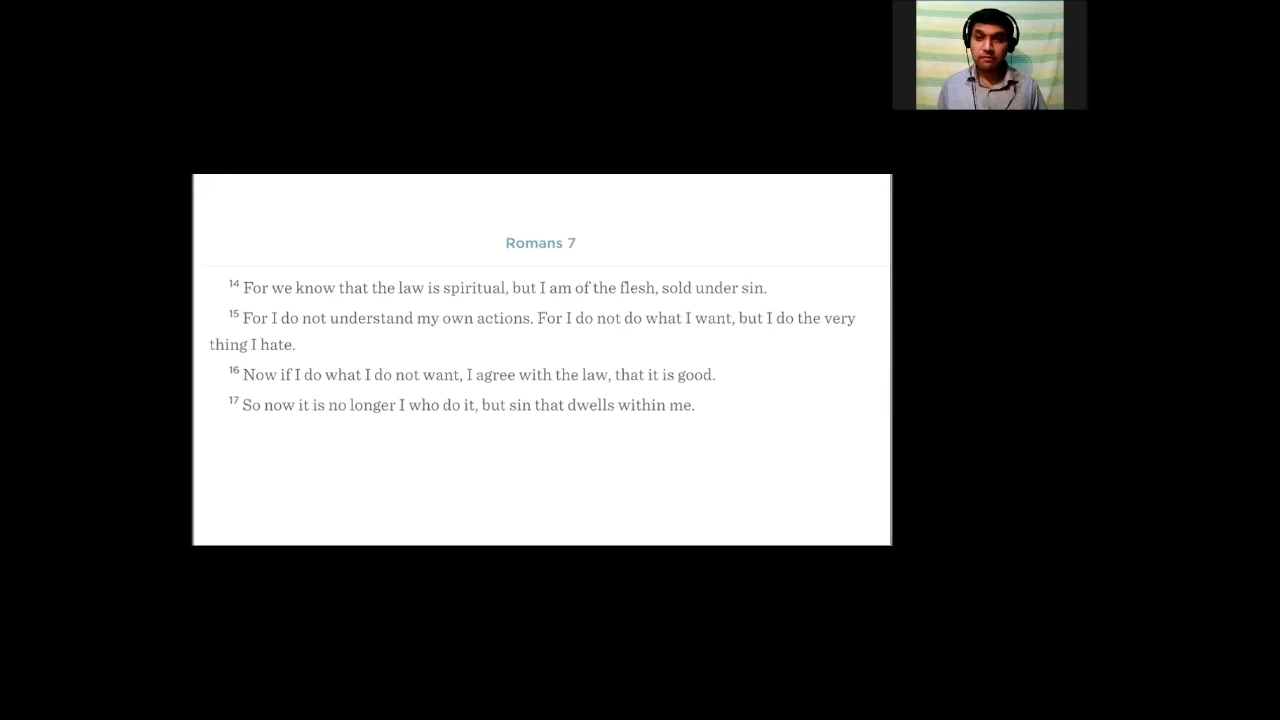 Romans 7
14 For we know that the law is spiritual, but I am of the flesh, sold under sin.
15 For I do not understand my own actions. For I do not do what I want, but I do the very
thing I hate.
16 Now if I do what I do not want, I agree with the law, that it is good.
17 So now it is no longer I who do it, but sin that dwells within me.